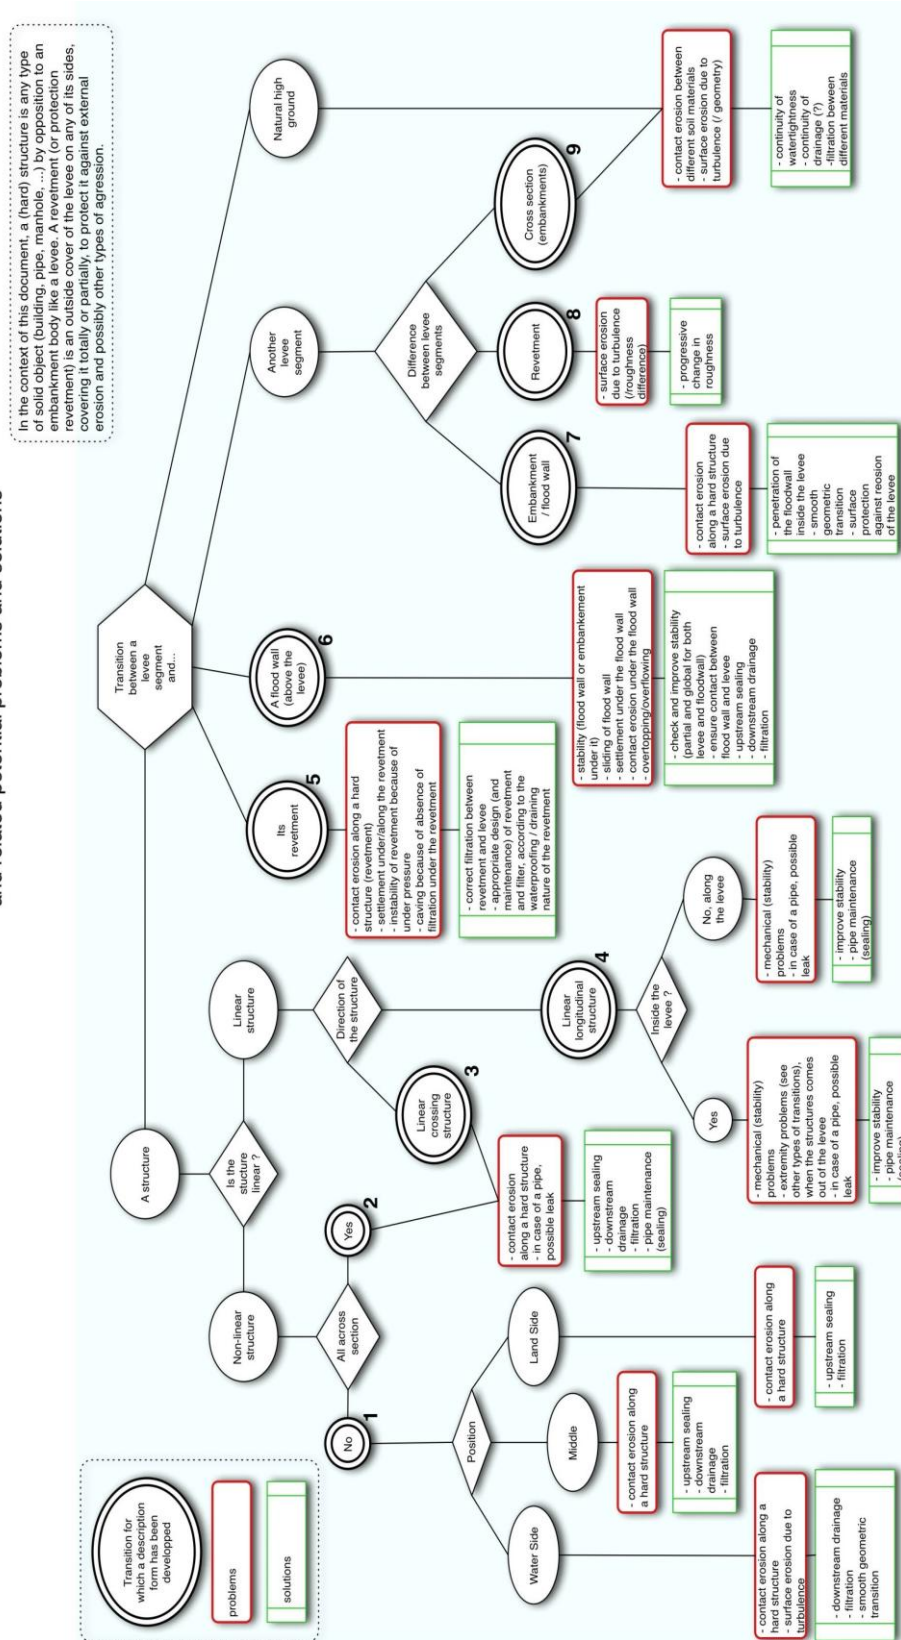 and related potential problems and solutions
In the context of this document, a (hard) structure is any type
of solid object (building, pipe, manhole, ...) by opposition to an
embankment body like a levee. A revetment (or protection
revetment) is an outside cover of the levee on any of its sides,
covering it totally or partially, to protect it against external
erosion and possibly other types of agression.
Transition for
which a description
form has been
developped
problems
solutions
Transition
between a
levee
segment
and...
A structure
Is the
stucture
linear ?
Non-linear
structure
Linear
structure
All across
section
No
1
Yes
2
Position
Water Side
Middle
Land Side
- contact erosion along a
hard structure
- surface erosion due to
turbulence
- downstream drainage
- filtration
- smooth geometric
transition
- contact erosion along
a hard structure
- upstream sealing
- downstream
drainage
- filtration
- contact erosion along
a hard structure
- upstream sealing
- filtration
Direction of
the structure
Linear
crossing
structure
3
- contact erosion
along a hard structure
- in case of a pipe,
possible leak
- upstream sealing
- downstream
drainage
- filtration
- pipe maintenance
(sealing)
Linear
longitudinal
structure
4
Inside the
levee ?
Yes
No, along
the levee
- mechanical (stability)
problems
- extremity problems (see
other types of transitions),
when the structures comes
out of the levee
- in case of a pipe, possible
leak
- improve stability
- pipe maintenance
- mechanical (stability)
problems
- in case of a pipe, possible
leak
- improve stability
- pipe maintenance
(sealing)
Its
revetment
5
- contact erosion along a hard
structure (revetment)
- settlement under/along the revetment
- instability of revetment because of
under pressure
- caving because of absence of
filtration under the revetment
- correct filtration between
revetment and levee
- appropriate design (and
maintenance) of revetment
and filter, according to the
waterproofing / draining
nature of the revetment
A flood wall
(above the
levee)
6
- stability (flood wall or embankement
under it)
- sliding of flood wall
- settlement under the flood wall
- contact erosion under the flood wall
- overtopping/overflowing
- check and improve stability
(partial and global for both
levee and floodwall)
- ensure contact between
flood wall and levee
- upstream sealing
- downstream drainage
- filtration
Another
levee
segment
Difference
between levee
segments
Embankment
/ flood wall
7
- contact erosion
along a hard structure
- surface erosion due
to turbulence
- penetration of
the floodwall
inside the levee
- smooth
geometric
transition
- surface
protection
against reosion
of the levee
Revetment
8
- surface erosion
due to turbulence
(/roughness
difference)
- progressive
change in
roughness
Cross section
(embankments)
9
Natural high
ground
- contact erosion between
different soil materials
- surface erosion due to
turbulence (/ geometry)
- continuity of
watertightness
- continuity of
drainage (?)
-filtration beween
different materials